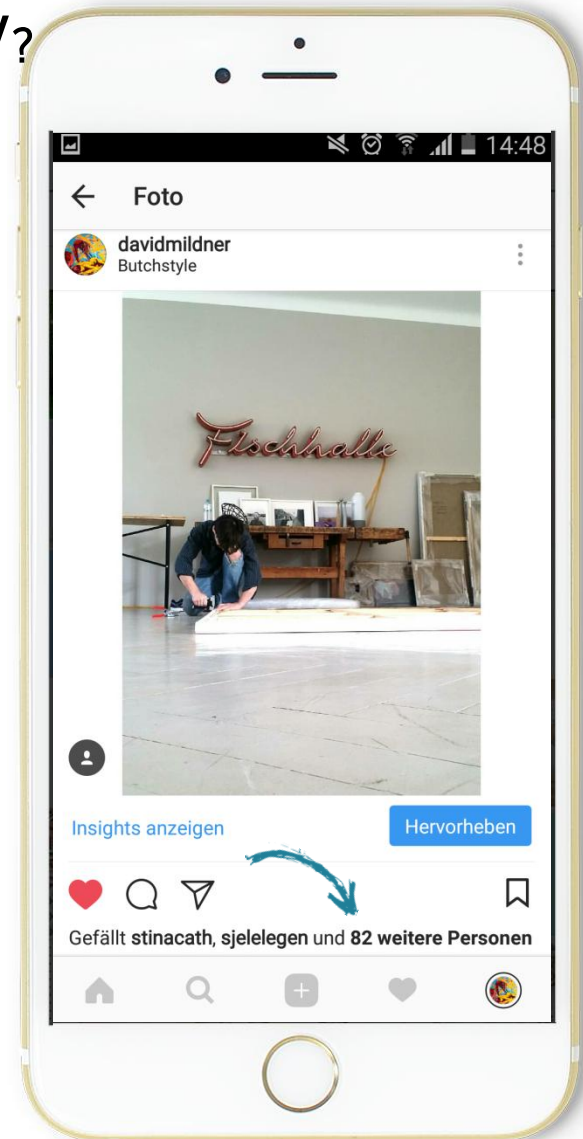 ?
14:48
Foto
davidmildner
Butchstyle
Fischhalle
Insights anzeigen
Hervorheben
Gefällt stinacath, sjelelegen und 82 weitere Personen